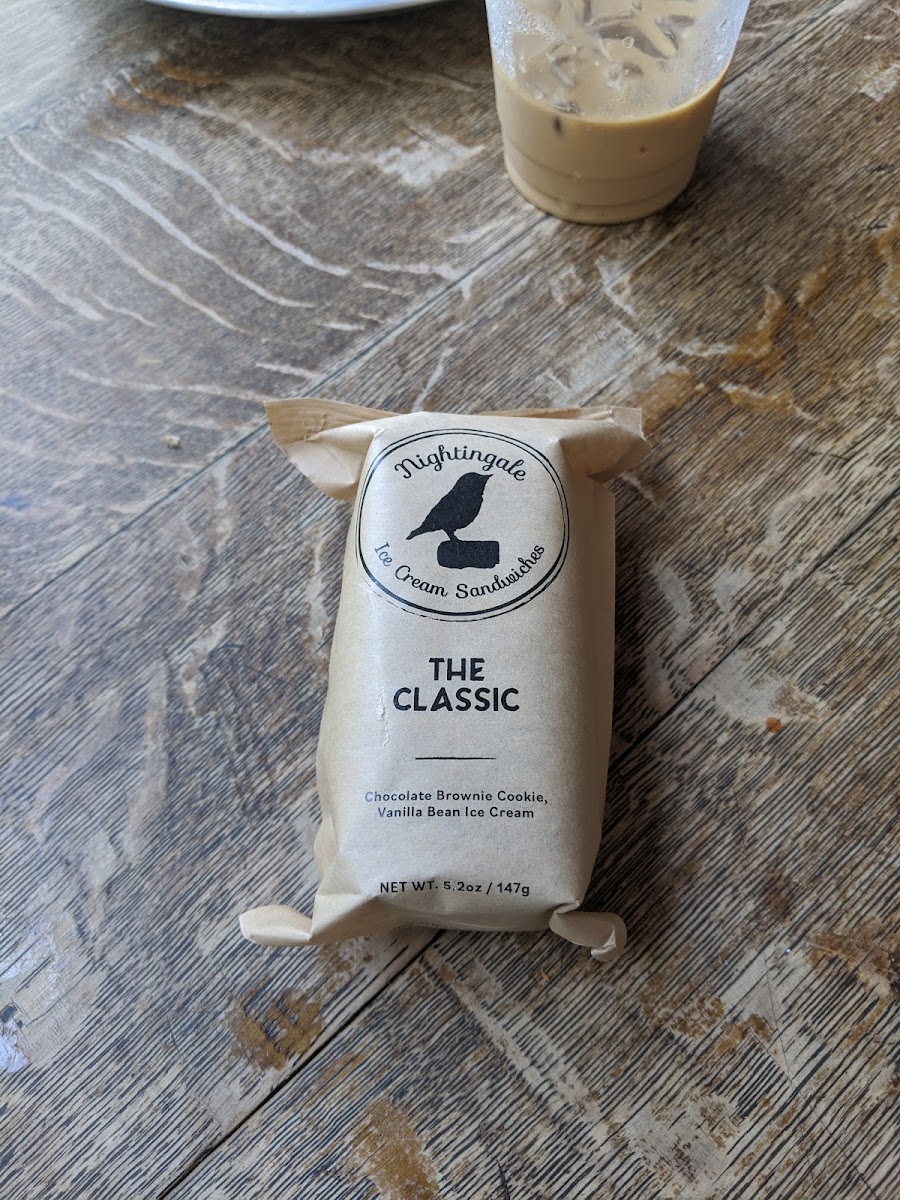 Nightingale
Ice Cream Sandwiches
THE
CLASSIC
Chocolate Brownie Cookie,
Vanilla Bean Ice Cream
NET WT. 5.2oz / 147g